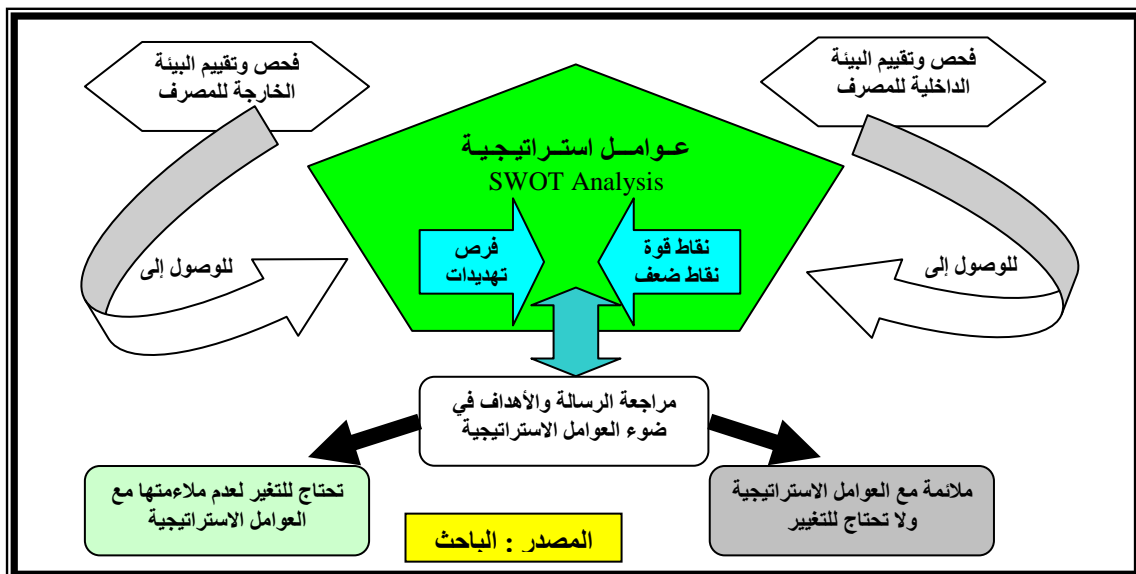 فحص وتقييم البيئة
الداخلية للمصرف
فحص وتقييم البيئة
الخارجة للمصرف
عـوامــل استـراتيـجـيـة
SWOT Analysis
نقاط قوة
نقاط ضعف
فرص
تهديدات
للوصول إلى
للوصول إلى
مراجعة الرسالة والأهداف في
ضوء العوامل الاستراتيجية
ملائمة مع العوامل الاستراتيجية
ولا تحتاج للتغيير
تحتاج للتغير لعدم ملاءمتها مع
العوامل الاستراتيجية
المصدر : الباحث